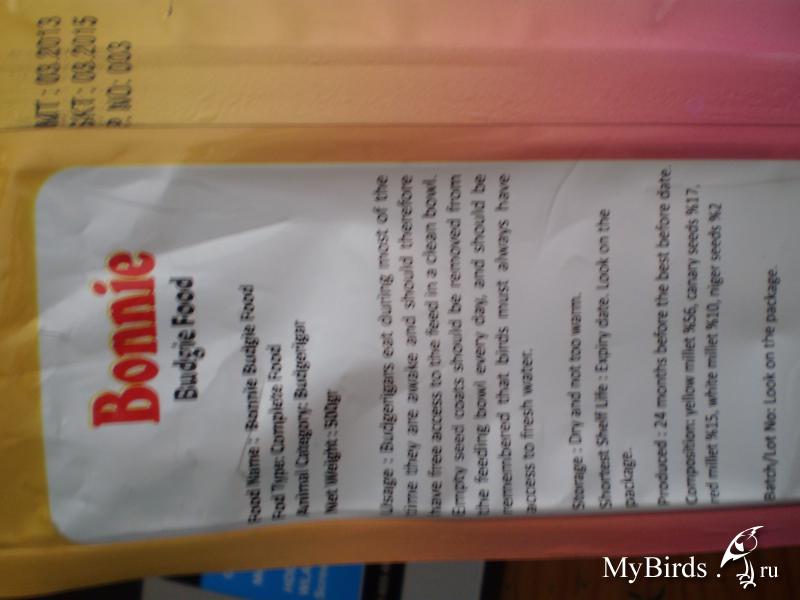 Bonnie
Budgie Food
Food Name : Bonnie Budgie Food
Fod Type: Complete Food
Animal Category: Budgerigar
Net Weight : 500gr
Usage : Budgerigars eat during most of the
time they are awake and should therefore
have free access to the feed in a clean bowl.
Empty seed coats should be removed from
the feeding bowl every day, and should be
remembered that birds must always have
access to fresh water.
Storage : Dry and not too warm.
Shortest Shelf Life : Expiry date. Look on the
package.
Produced : 24 months before the best before date.
Composition: yellow millet %56, canary seeds %17,
red millet %15, white millet %10, niger seeds %2
Batch/Lot No: Look on the package.
03.2013
SKT : 03.2015
P. NO: 003
MyBirds.ru